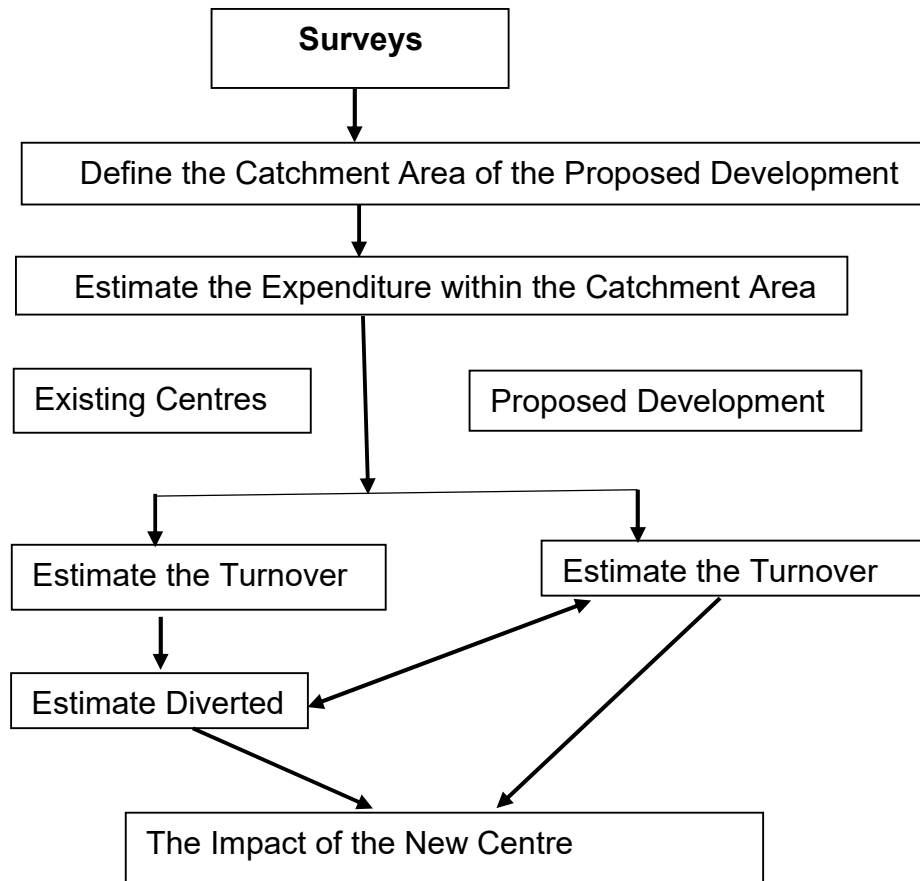 Surveys
Define the Catchment Area of the Proposed Development
Estimate the Expenditure within the Catchment Area
Existing Centres
Proposed Development
Estimate the Turnover
Estimate the Turnover
Estimate Diverted
The Impact of the New Centre